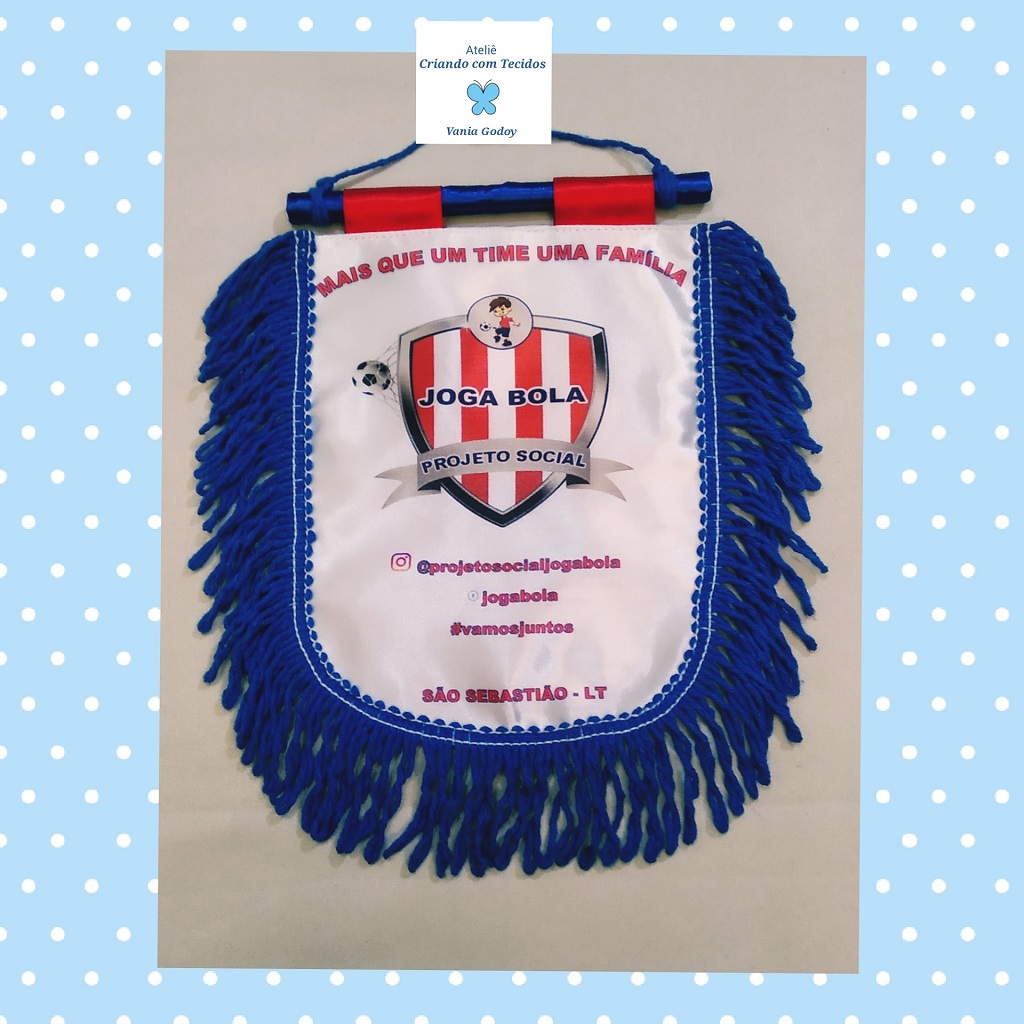 Ateliê
Criando com Tecidos
Vania Godoy
MAIS QUE UM TIME UMA FAMÍLIA
JOGA BOLA
PROJETO SOCIAL
@projetosocialjogabola
jogabola
#vamosjuntos
SÃO SEBASTIÃO - LT